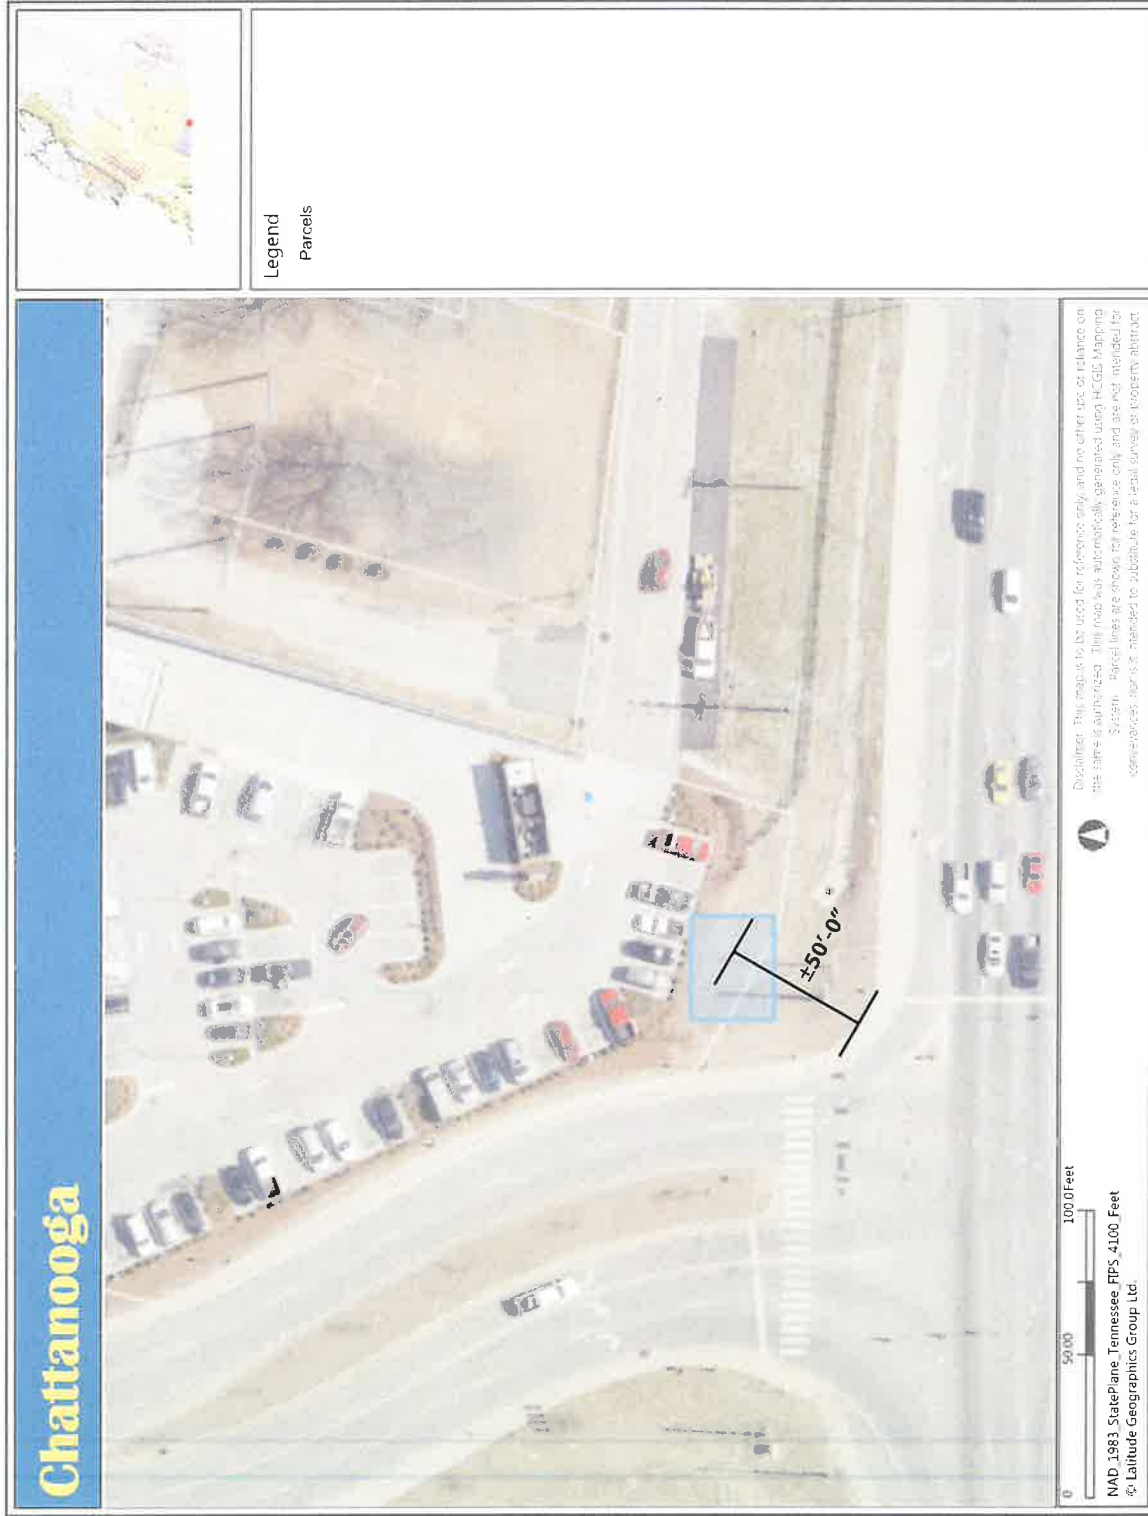 Chattanooga
Legend
Parcels
±50'-0"
Disclaimer: This map is to be used for reference only, and no other use or reliance on
the same is authorized. This map was automatically generated using HCGIS Mapping
System. Parcel lines are shown for reference only and are not intended for
conveyances, nor is it intended to substitute for a legal survey or property abstract
0 50.00 100.0 Feet
NAD_1983_StatePlane_Tennessee_FIPS_4100_Feet
© Latitude Geographics Group Ltd.